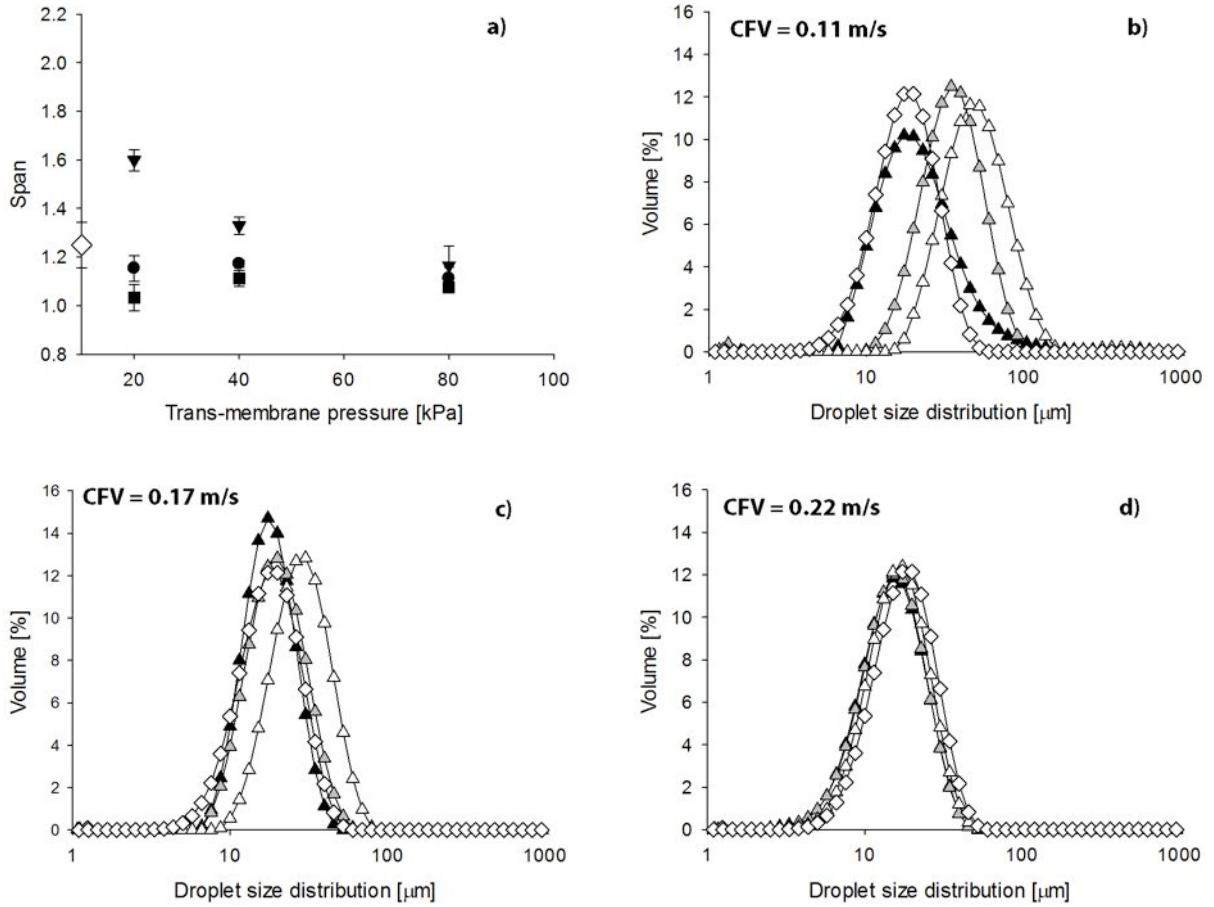 a)
2.2
2.0
1.8
1.6
1.4
1.2
1.0
0.8
Span
20 40 60 80 100
Trans-membrane pressure [kPa]
CFV = 0.11 m/s
b)
16
14
12
10
8
6
4
2
0
Volume [%]
1 10 100 1000
Droplet size distribution [μm]
CFV = 0.17 m/s
c)
16
14
12
10
8
6
4
2
0
Volume [%]
1 10 100 1000
Droplet size distribution [μm]
CFV = 0.22 m/s
d)
16
14
12
10
8
6
4
2
0
Volume [%]
1 10 100 1000
Droplet size distribution [μm]